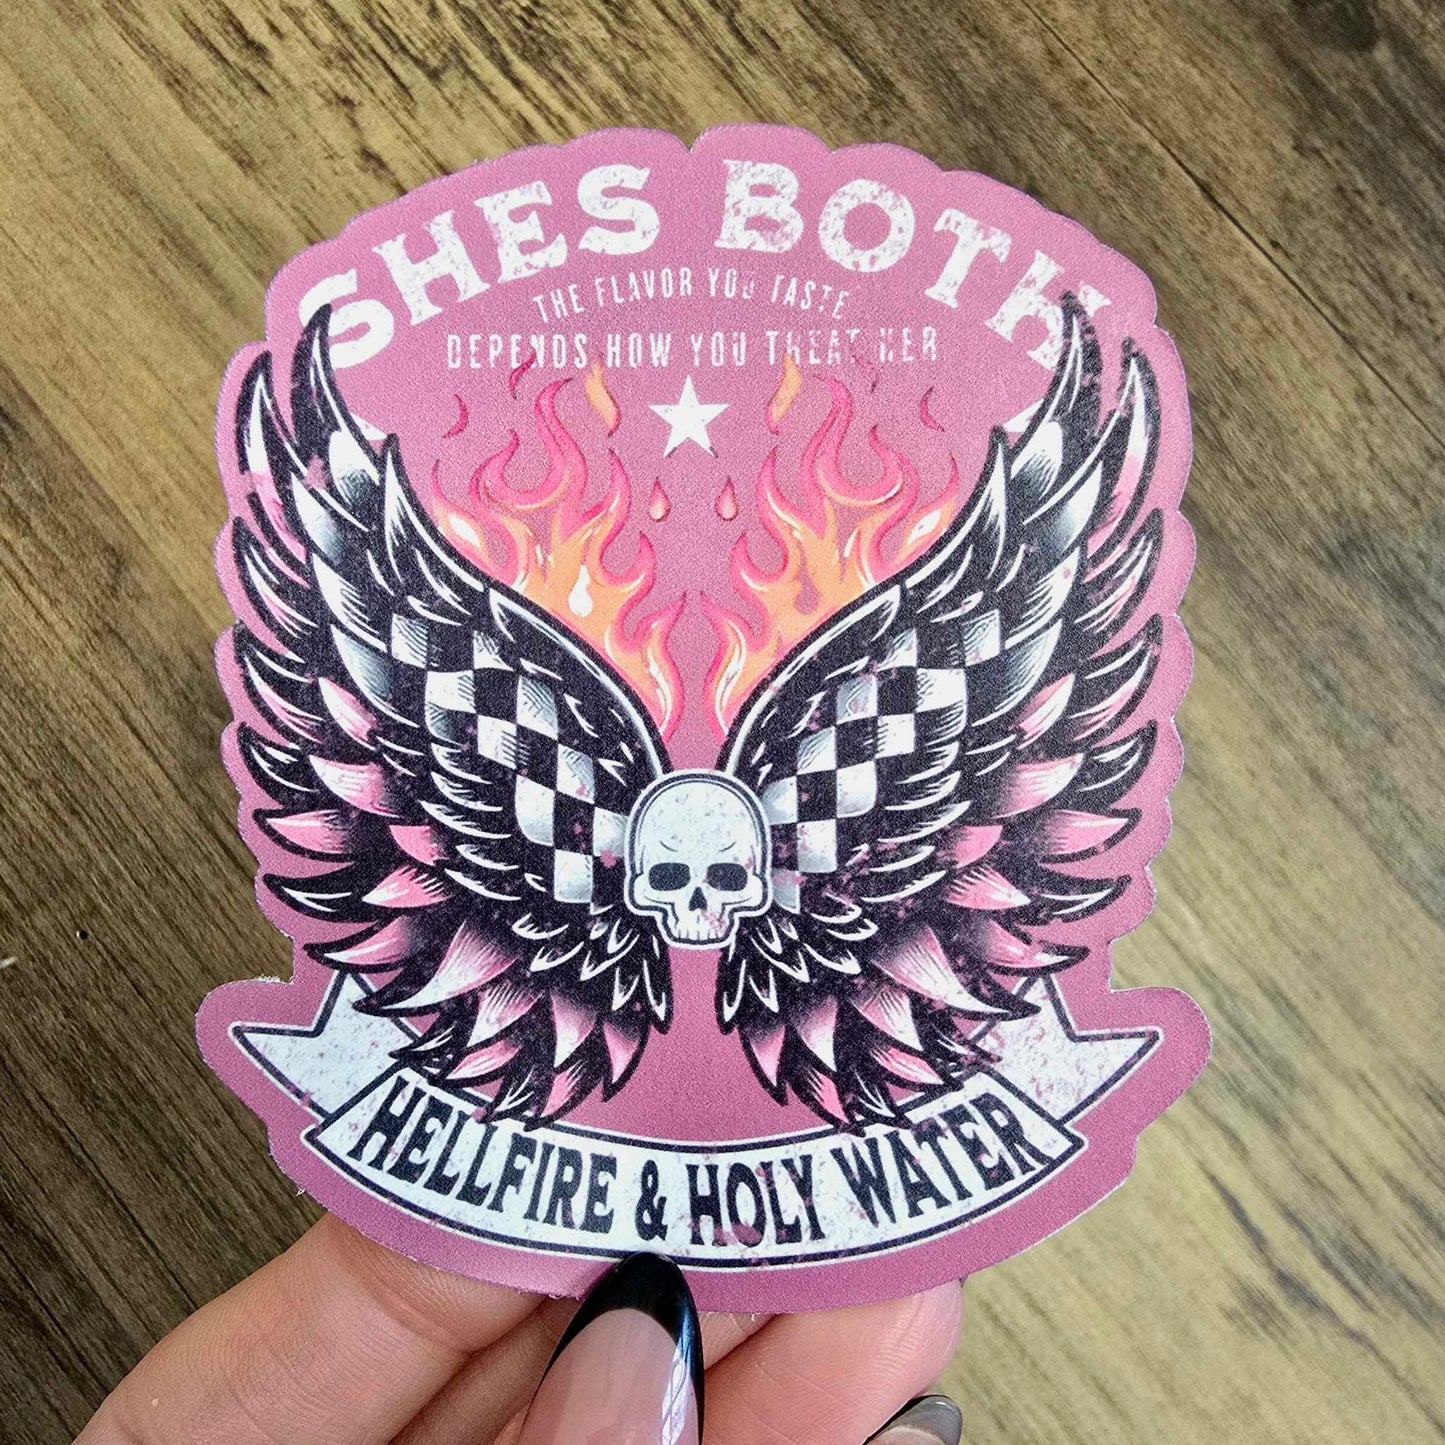 SHES BOTH
THE FLAVOR YOU TASTE
DEPENDS HOW YOU TREAT HER
HELLFIRE & HOLY WATER